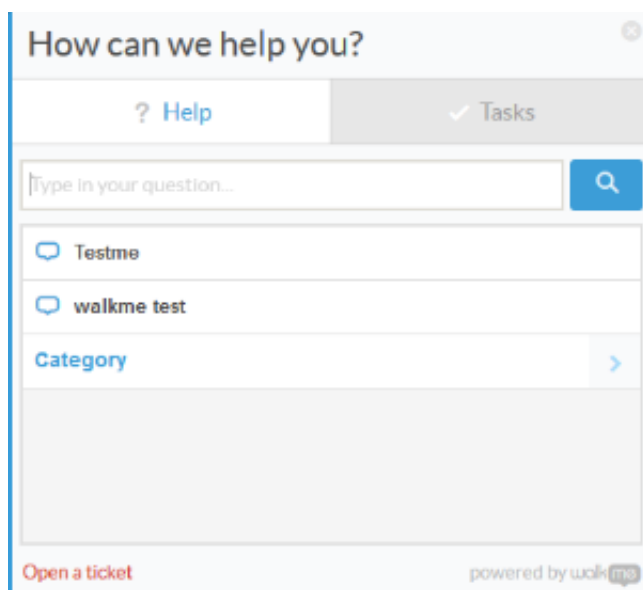 How can we help you?
? Help
Tasks
Type in your question...
Testme
walkme test
Category
Open a ticket
powered by walkme